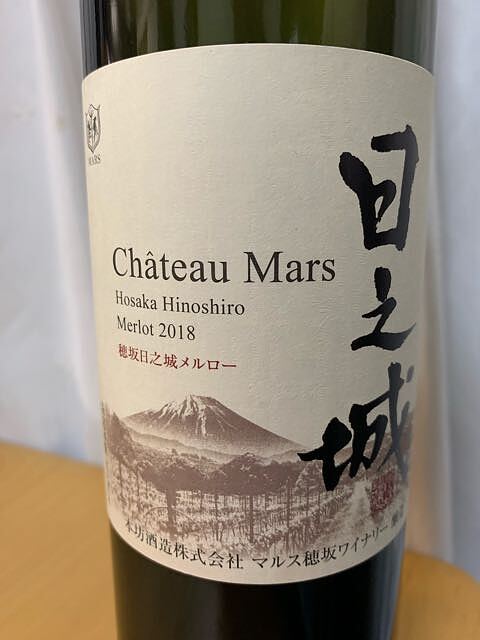 MARS
日之城
Château Mars
Hosaka Hinoshiro
Merlot 2018
穂坂日之城メルロー
本坊酒造株式会社 マルス穂坂ワイナリー